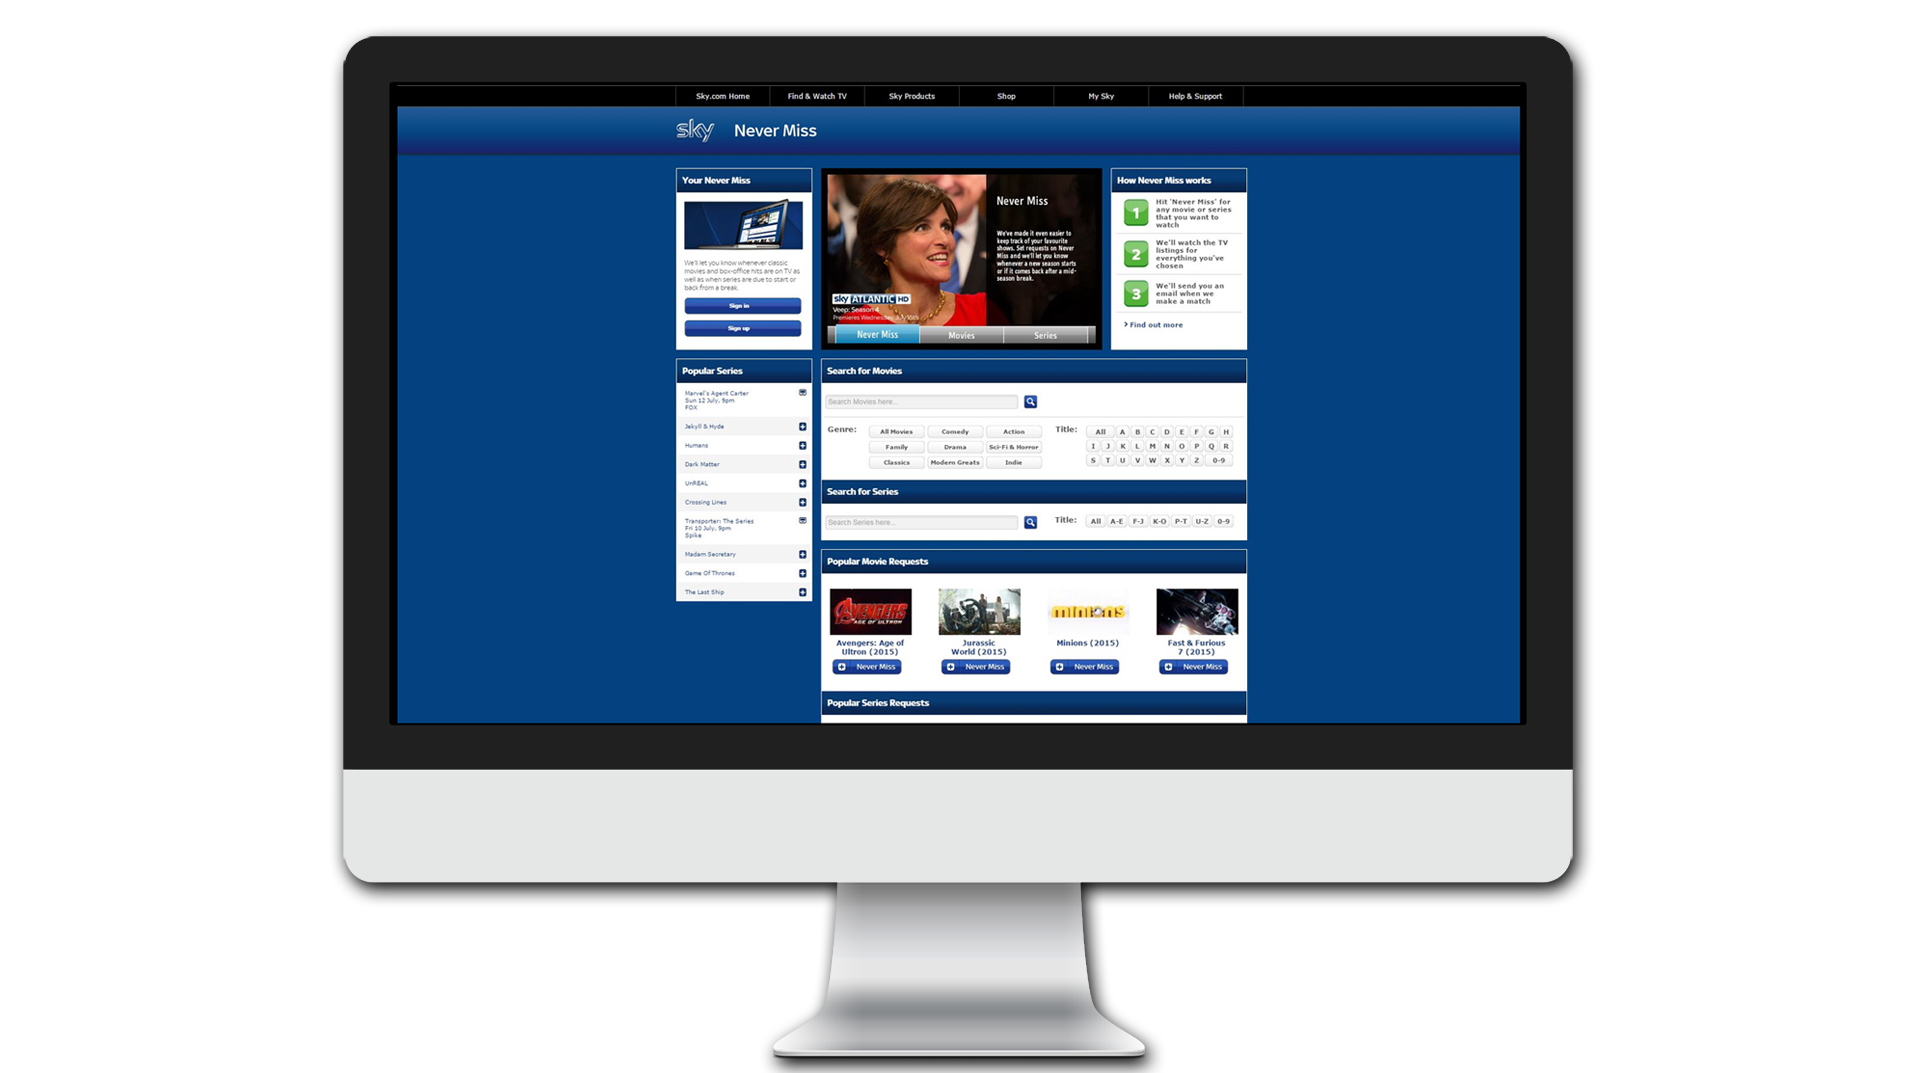 Sky.com Home
Find & Watch TV
Sky Products
Shop
My Sky
Help & Support
sky
Never Miss
Your Never Miss
We'll let you know whenever classic
movies and box-office hits are on TV as
well as when series are due to start or
back from a break.
Sign in
Sign up
Never Miss
We've made it even easier to
keep track of your favourite
shows. Set requests on Never
Miss and we'll let you know
whenever a new season starts
or if it comes back after a mid-
season break.
sky ATLANTIC HD
Veep: Season 4
Premieres Wednesday
Never Miss
Movies
Series
How Never Miss works
1
Hit 'Never Miss' for
any movie or series
that you want to
watch
2
We'll watch the TV
listings for
everything you've
chosen
3
We'll send you an
email when we
make a match
Find out more
Popular Series
Marvel's Agent Carter
Sun 12 July, 9pm
FOX
Jekyll & Hyde
Humans
Dark Matter
UnREAL
Crossing Lines
Transporter: The Series
Fri 10 July, 9pm
Spike
Madam Secretary
Game Of Thrones
The Last Ship
Search for Movies
Search Movies here...
Genre:
All Movies Comedy Action
Family Drama Sci-Fi & Horror
Classics Modern Greats Indie
Title:
All A B C D E F G H
I J K L M N O P Q R
S T U V W X Y Z 0-9
Search for Series
Search Series here...
Title:
All A-E F-J K-O P-T U-Z 0-9
Popular Movie Requests
AVENGERS
AGE OF ULTRON
minions
Avengers: Age of
Ultron (2015)
Never Miss
Jurassic
World (2015)
Never Miss
Minions (2015)
Never Miss
Fast & Furious
7 (2015)
Never Miss
Popular Series Requests